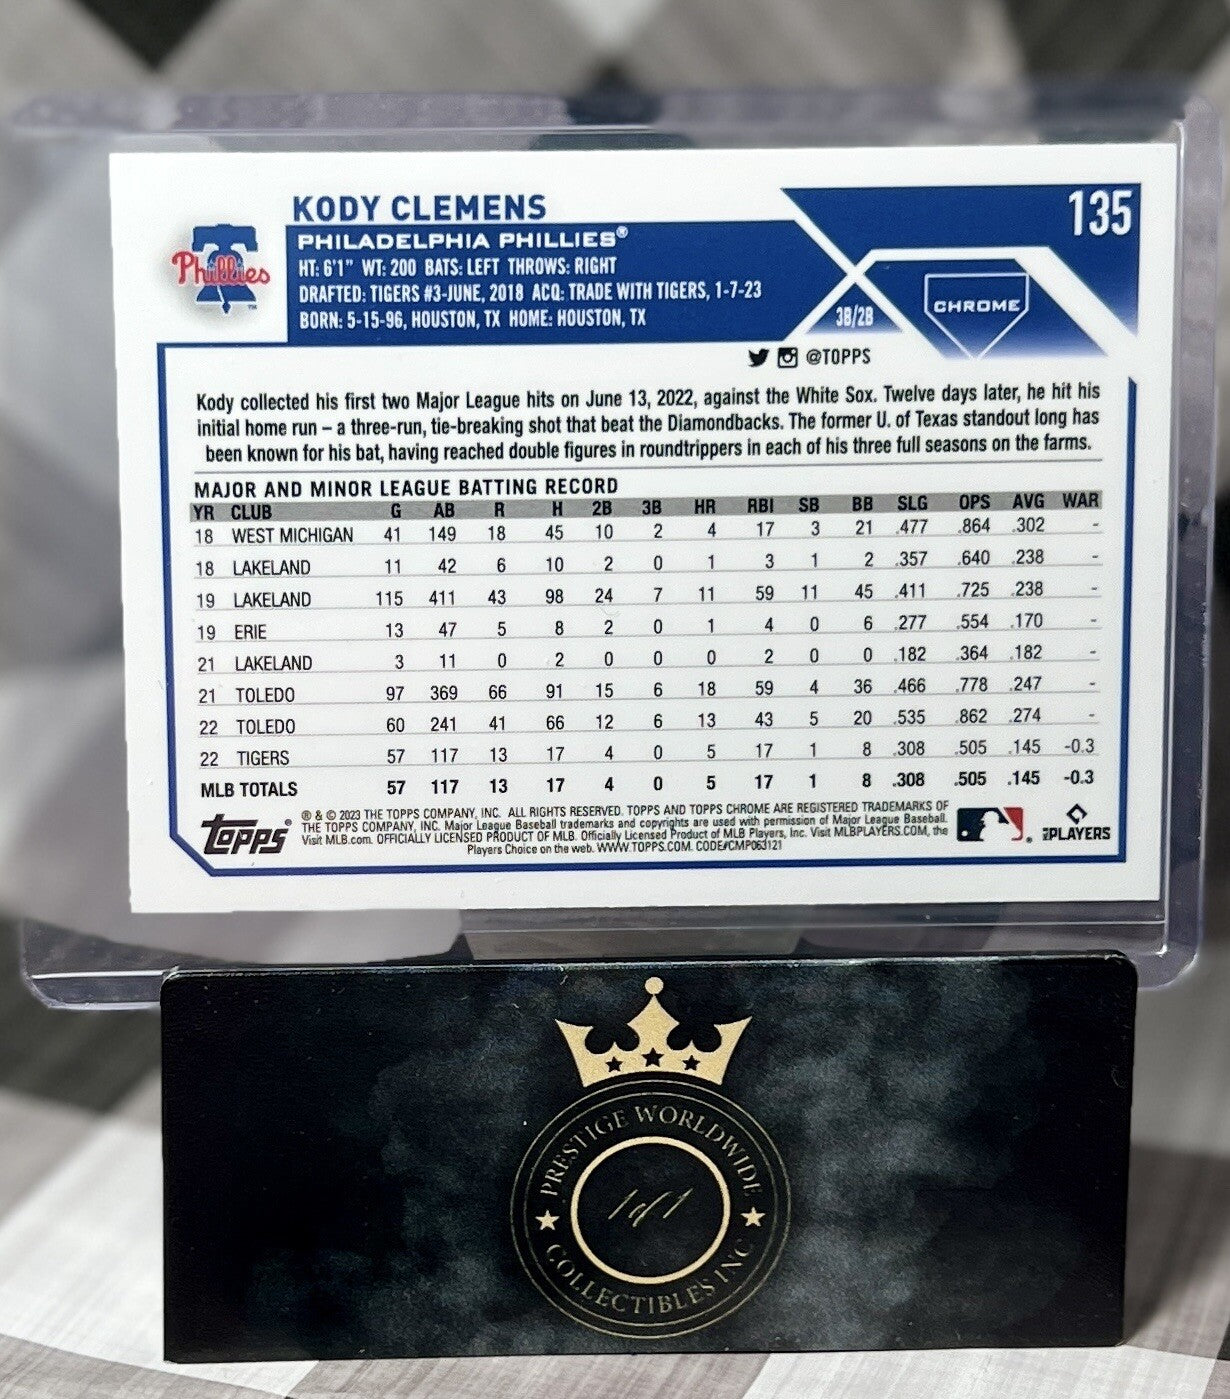 135
KODY CLEMENS
Phillies
PHILADELPHIA PHILLIES®
HT: 6'1" WT: 200 BATS: LEFT THROWS: RIGHT
DRAFTED: TIGERS #3-JUNE, 2018 ACQ: TRADE WITH TIGERS, 1-7-23
BORN: 5-15-96, HOUSTON, TX HOME: HOUSTON, TX
3B/2B
CHROME
@TOPPS
Kody collected his first two Major League hits on June 13, 2022, against the White Sox. Twelve days later, he hit his
initial home run – a three-run, tie-breaking shot that beat the Diamondbacks. The former U. of Texas standout long has
been known for his bat, having reached double figures in roundtrippers in each of his three full seasons on the farms.
MAJOR AND MINOR LEAGUE BATTING RECORD
YR CLUB G AB R H 2B 3B HR RBI SB BB SLG OPS AVG WAR
18 WEST MICHIGAN 41 149 18 45 10 2 4 17 3 21 .477 .864 .302 -
18 LAKELAND 11 42 6 10 2 0 1 3 1 2 .357 .640 .238 -
19 LAKELAND 115 411 43 98 24 7 11 59 11 45 .411 .725 .238 -
19 ERIE 13 47 5 8 2 0 1 4 0 6 .277 .554 .170 -
21 LAKELAND 3 11 0 2 0 0 0 2 0 0 .182 .364 .182 -
21 TOLEDO 97 369 66 91 15 6 18 59 4 36 .466 .778 .247 -
22 TOLEDO 60 241 41 66 12 6 13 43 5 20 .535 .862 .274 -
22 TIGERS 57 117 13 17 4 0 5 17 1 8 .308 .505 .145 -0.3
MLB TOTALS 57 117 13 17 4 0 5 17 1 8 .308 .505 .145 -0.3
Topps®
® & © 2023 THE TOPPS COMPANY, INC. ALL RIGHTS RESERVED. TOPPS AND TOPPS CHROME ARE REGISTERED TRADEMARKS OF
THE TOPPS COMPANY, INC. Major League Baseball trademarks and copyrights are used with permission of Major League Baseball.
Visit MLB.com. OFFICIALLY LICENSED PRODUCT OF MLB. Officially Licensed Product of MLB Players, Inc. Visit MLBPLAYERS.COM, the
Players Choice on the web. WWW.TOPPS.COM. CODE#CMP063121
MLB PLAYERS
PRESTIGE WORLDWIDE
1 of 1
COLLECTIBLES INC